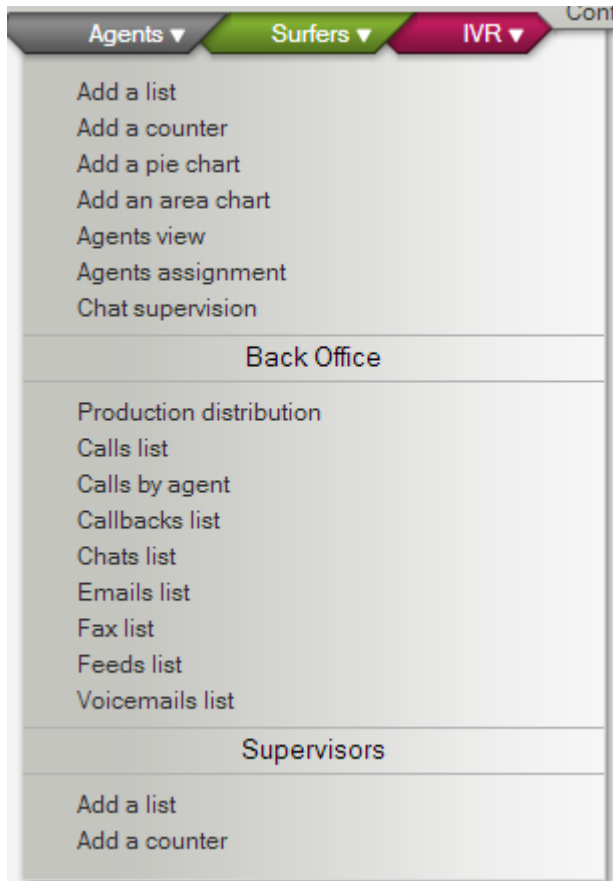 Agents ▼ Surfers ▼ IVR ▼
Add a list
Add a counter
Add a pie chart
Add an area chart
Agents view
Agents assignment
Chat supervision
Back Office
Production distribution
Calls list
Calls by agent
Callbacks list
Chats list
Emails list
Fax list
Feeds list
Voicemails list
Supervisors
Add a list
Add a counter